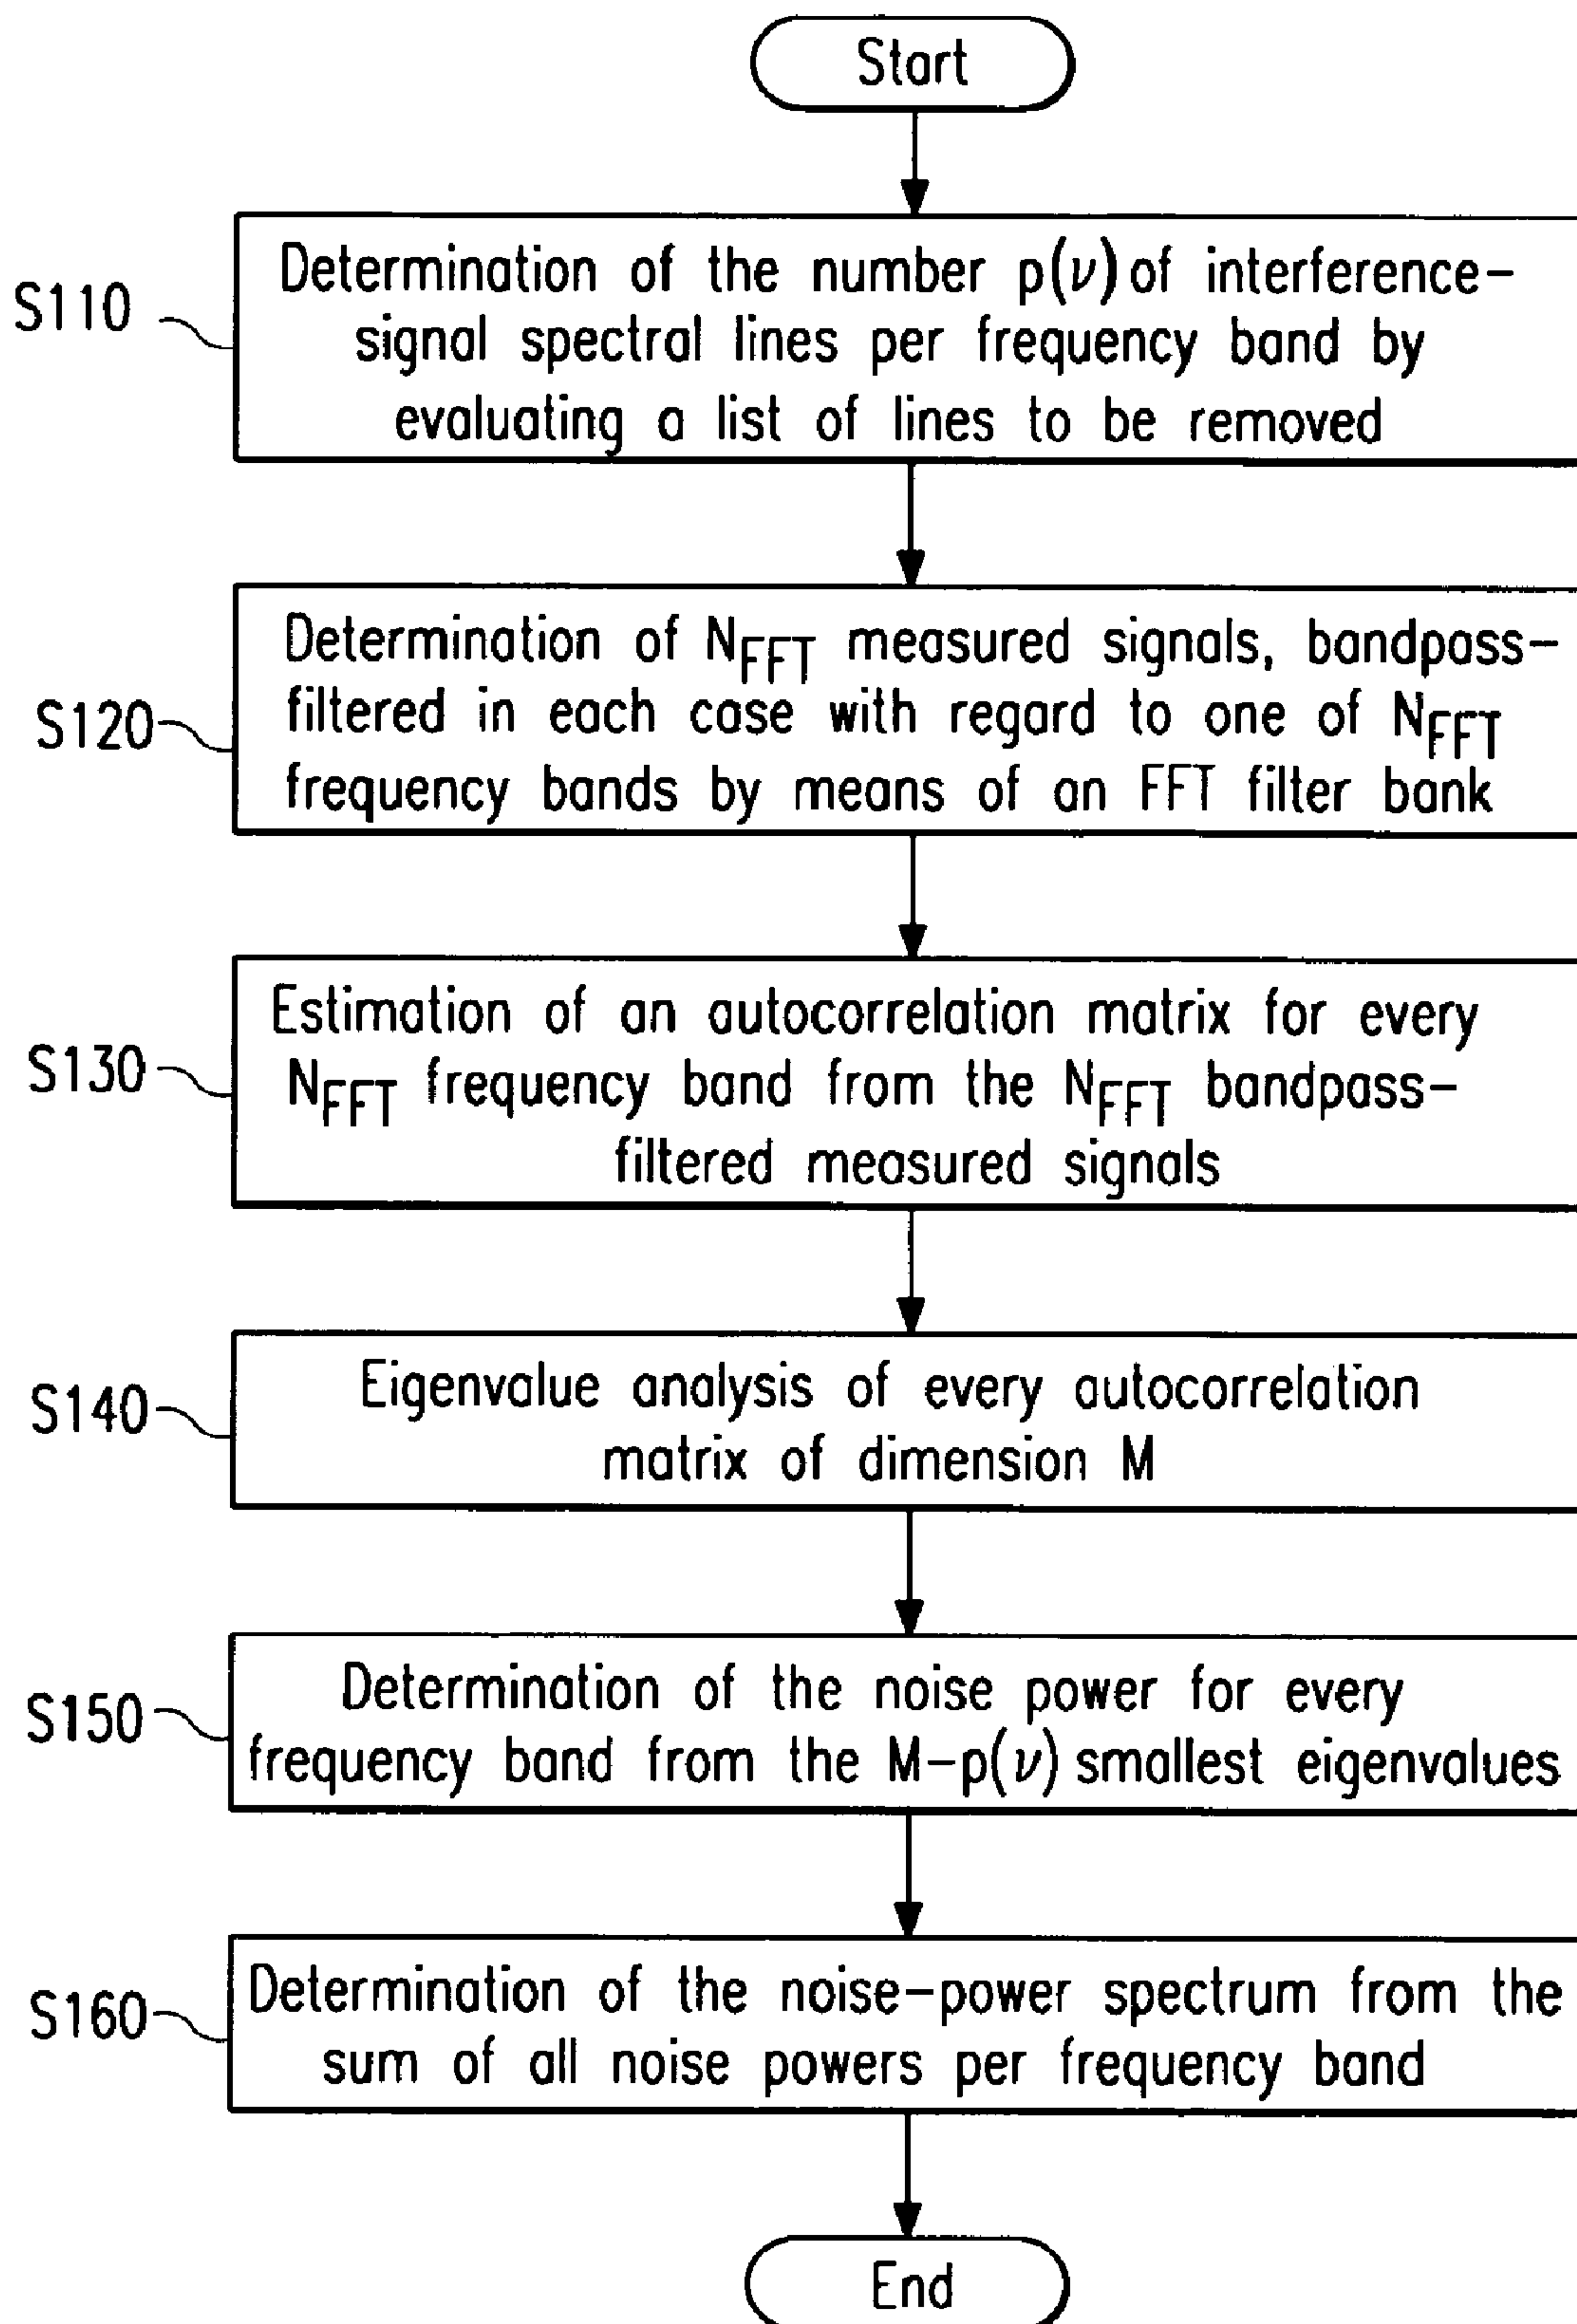 Start
S110
Determination of the number p(ν) of interference-
signal spectral lines per frequency band by
evaluating a list of lines to be removed
S120
Determination of N_FFT measured signals, bandpass-
filtered in each case with regard to one of N_FFT
frequency bands by means of an FFT filter bank
S130
Estimation of an autocorrelation matrix for every
N_FFT frequency band from the N_FFT bandpass-
filtered measured signals
S140
Eigenvalue analysis of every autocorrelation
matrix of dimension M
S150
Determination of the noise power for every
frequency band from the M-p(ν) smallest eigenvalues
S160
Determination of the noise-power spectrum from the
sum of all noise powers per frequency band
End